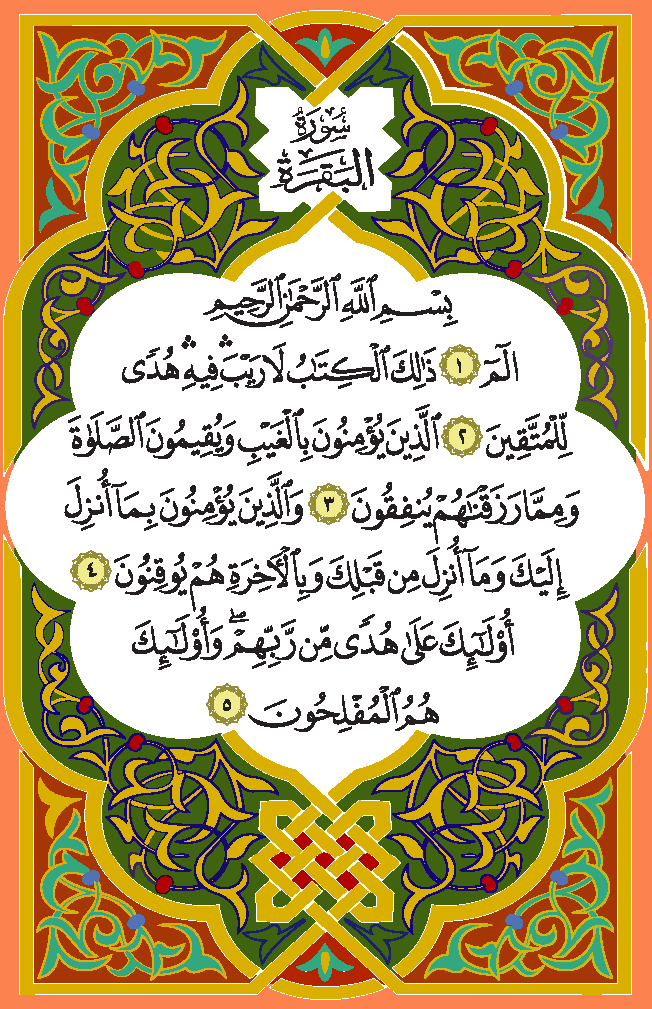 سُورَةُ
البَقَرَةِ
بِسْمِ ٱللَّهِ ٱلرَّحْمَٰنِ ٱلرَّحِيمِ
الٓمٓ ١ ذَٰلِكَ ٱلْكِتَٰبُ لَا رَيْبَ ۛ فِيهِ ۛ هُدًى
لِّلْمُتَّقِينَ ٢ ٱلَّذِينَ يُؤْمِنُونَ بِٱلْغَيْبِ وَيُقِيمُونَ ٱلصَّلَوٰةَ
وَمِمَّا رَزَقْنَٰهُمْ يُنفِقُونَ ٣ وَٱلَّذِينَ يُؤْمِنُونَ بِمَآ أُنزِلَ
إِلَيْكَ وَمَآ أُنزِلَ مِن قَبْلِكَ وَبِٱلْءَاخِرَةِ هُمْ يُوقِنُونَ ٤
أُو۟لَٰٓئِكَ عَلَىٰ هُدًى مِّن رَّبِّهِمْ ۖ وَأُو۟لَٰٓئِكَ
هُمُ ٱلْمُفْلِحُونَ ٥